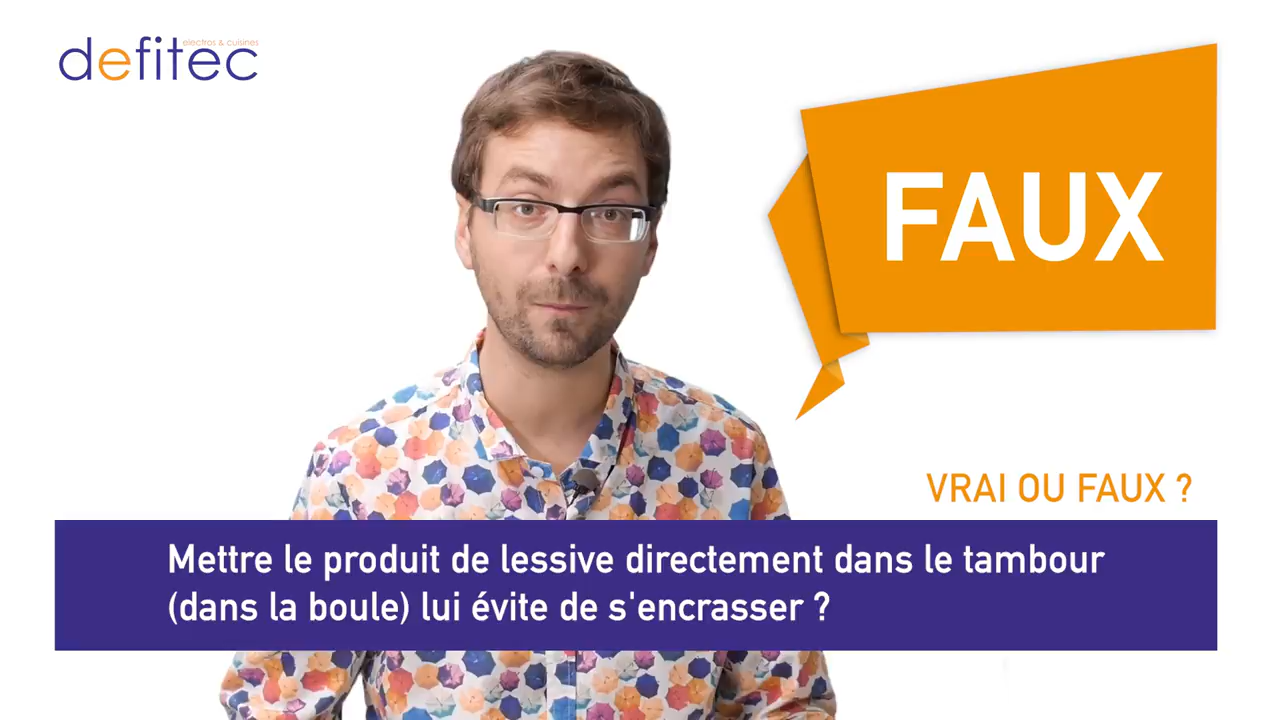 electros & cuisines
defitec
FAUX
VRAI OU FAUX ?
Mettre le produit de lessive directement dans le tambour
(dans la boule) lui évite de s'encrasser ?